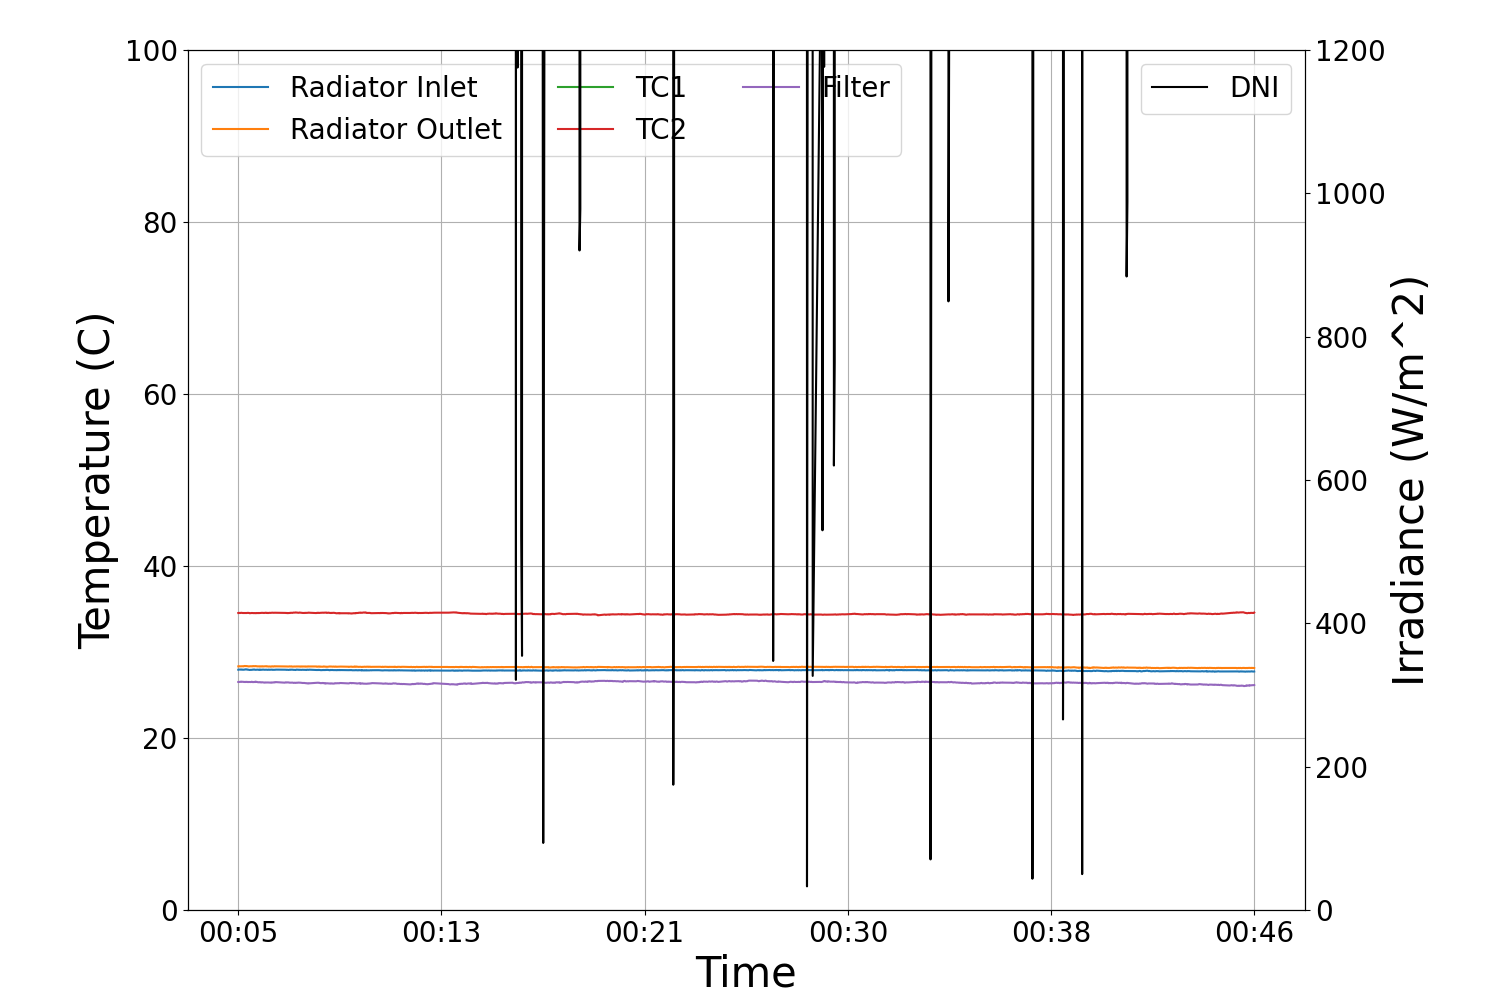 Radiator Inlet
Radiator Outlet
TC1
TC2
Filter
DNI
Temperature (C)
100
80
60
40
20
0
1200
1000
800
600
400
200
0
Irradiance (W/m^2)
00:05 00:13 00:21 00:30 00:38 00:46
Time